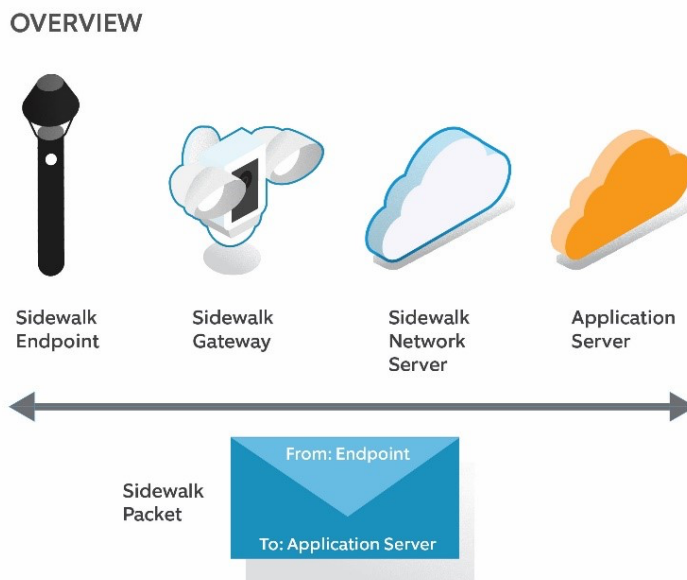 OVERVIEW
Sidewalk
Endpoint
Sidewalk
Gateway
Sidewalk
Network
Server
Application
Server
Sidewalk
Packet
From: Endpoint
To: Application Server